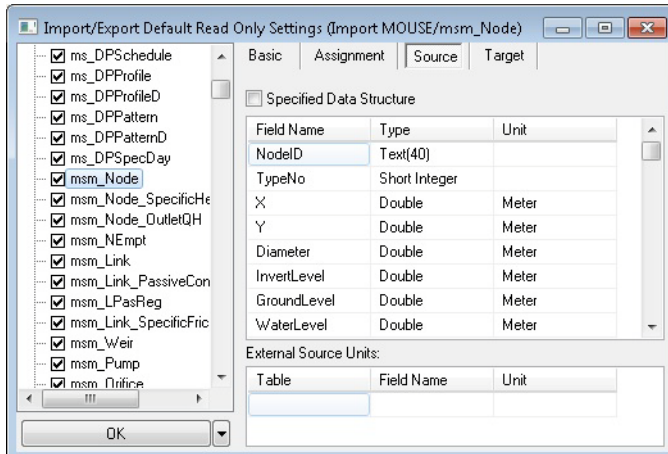 Import/Export Default Read Only Settings (Import MOUSE/msm_Node)
ms_DPSchedule
ms_DPProfile
ms_DPProfileD
ms_DPPattern
ms_DPPatternD
ms_DPSpecDay
msm_Node
msm_Node_SpecificHe
msm_Node_OutletQH
msm_NEmpt
msm_Link
msm_Link_PassiveCon
msm_LPasReg
msm_Link_SpecificFric
msm_Weir
msm_Pump
msm_Orifice
OK
Basic Assignment Source Target
Specified Data Structure
Field Name Type Unit
NodeID Text(40)
TypeNo Short Integer
X Double Meter
Y Double Meter
Diameter Double Meter
InvertLevel Double Meter
GroundLevel Double Meter
WaterLevel Double Meter
External Source Units:
Table Field Name Unit